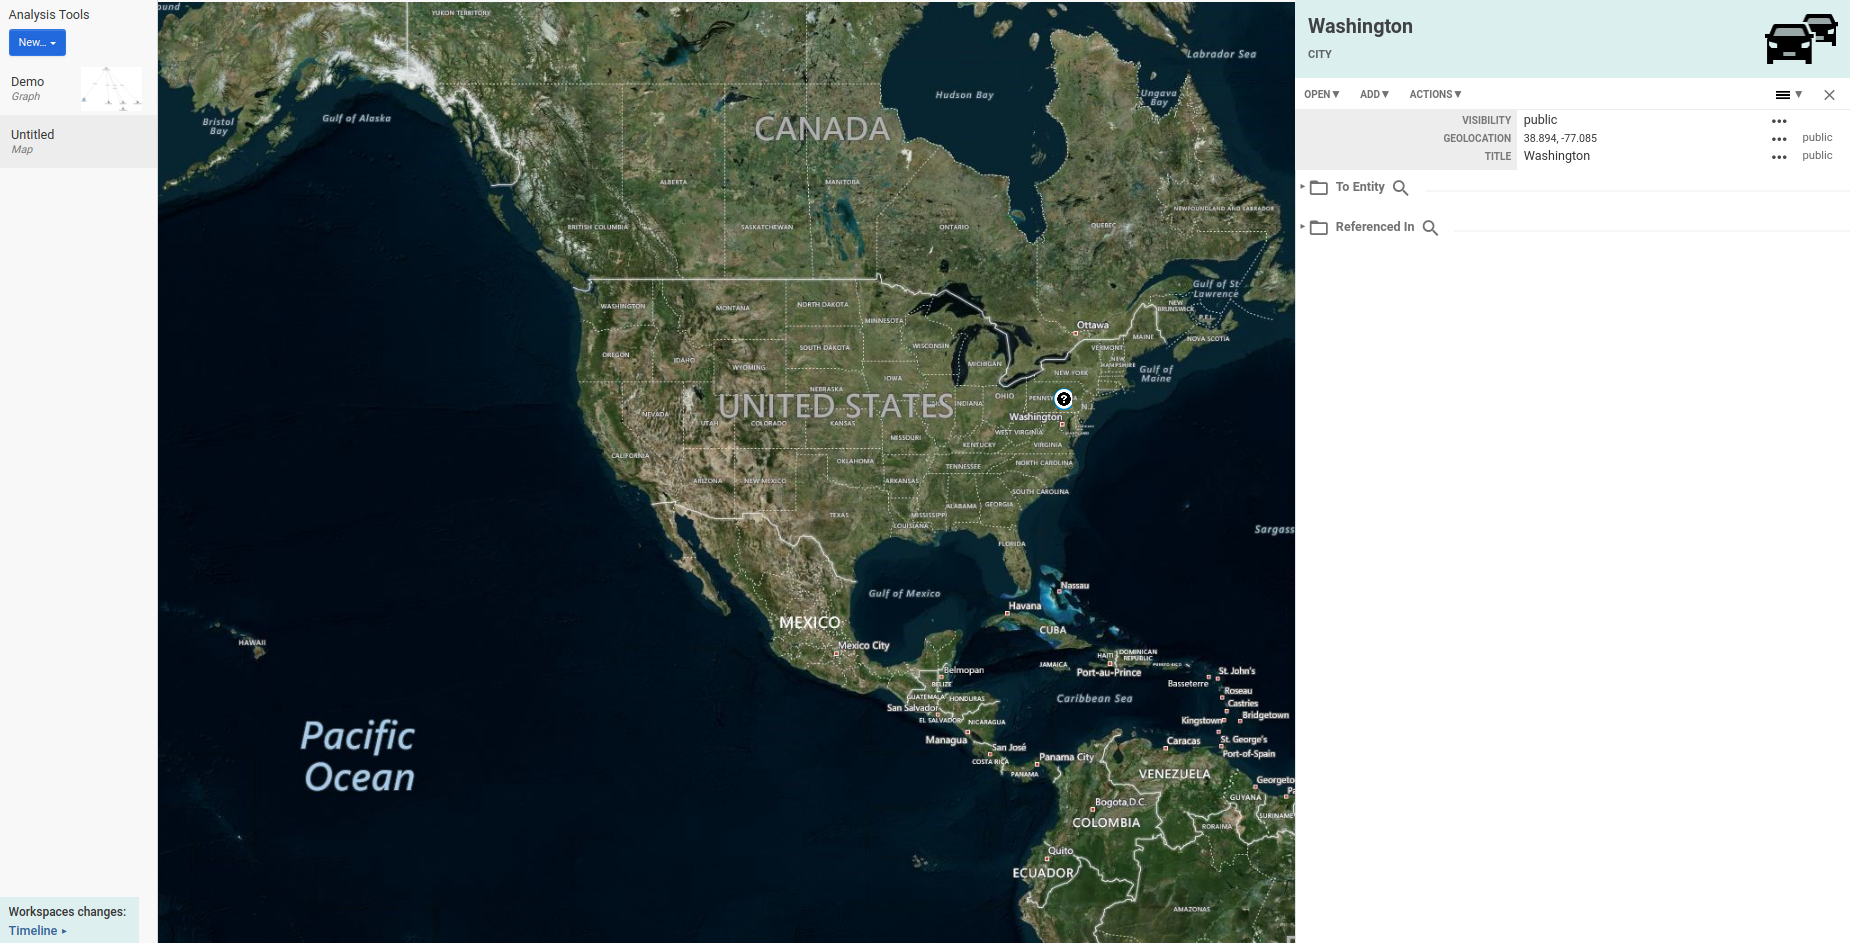 Analysis Tools
New...
Demo
Graph
Untitled
Map
Workspaces changes:
Timeline
ound
YUKON TERRITORY
Labrador Sea
Hudson Bay
Ungava
Bay
Bristol
Bay
Gulf of Alaska
CANADA
ALBERTA
MANITOBA
NEWFOUNDLAND AND LABRADOR
BRITISH COLUMBIA
SASKATCHEWAN
ONTARIO
QUEBEC
Gulf of St
Lawrence
WASHINGTON
MONTANA
NORTH DAKOTA
NEW
BRUNSWICK
P.E.I.
MINNESOTA
Ottawa
MAINE
NOVA SCOTIA
OREGON
IDAHO
SOUTH DAKOTA
WISCONSIN
VERMONT
NEW
HAMPSHIRE
WYOMING
MICHIGAN
NEW YORK
Gulf of
Maine
IOWA
NEBRASKA
OHIO
PENNSY
A
UNITED STATES
INDIANA
N.J.
NEVADA
UTAH
COLORADO
KANSAS
Washington
MISSOURI
WEST VIRGINIA
CALIFORNIA
KENTUCKY
VIRGINIA
OKLAHOMA
TENNESSEE
NORTH CAROLINA
ARIZONA
NEW MEXICO
ARKANSAS
SOUTH CAROLINA
ALABAMA
GEORGIA
TEXAS
MISSISSIPPI
LOUISIANA
Sargass
FLORIDA
Gulf of Mexico
Nassau
Havana
MEXICO
CUBA
HAWAII
Mexico City
HAITI
DOMINICAN
REPUBLIC
JAMAICA
PUERTO RICO
Belmopan
Port-au-Prince
St. John's
BELIZE
Basseterre
Roseau
GUATEMALA
HONDURAS
Caribbean Sea
Castries
San Salvador
EL SALVADOR
NICARAGUA
Kingstown
Bridgetown
Pacific
Ocean
Managua
Caracas
St. George's
San José
Port-of-Spain
COSTA RICA
Panama City
PANAMA
VENEZUELA
Georgeto
Pa
GUYANA
Bogota,D.C.
SURINAME
COLOMBIA
RORAIMA
Quito
ECUADOR
AMAZONAS
?
Washington
CITY
OPEN ADD ACTIONS
VISIBILITY public
GEOLOCATION 38.894, -77.085 public
TITLE Washington public
To Entity
Referenced In